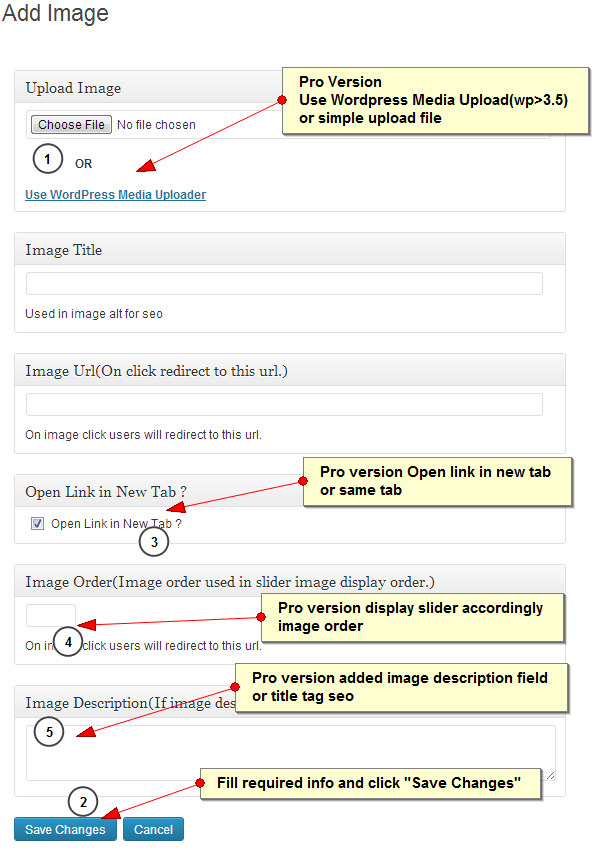 Add Image
Upload Image
Pro Version
Use Wordpress Media Upload(wp>3.5)
or simple upload file
Choose File No file chosen
1 OR
Use WordPress Media Uploader
Image Title
Used in image alt for seo
Image Url(On click redirect to this url.)
On image click users will redirect to this url.
Pro version Open link in new tab
or same tab
Open Link in New Tab ?
Open Link in New Tab ?
3
Image Order(Image order used in slider image display order.)
Pro version display slider accordingly
image order
4
On click users will redirect to this url.
Pro version added image description field
or title tag seo
Image Description(If image
5
Fill required info and click "Save Changes"
2
Save Changes Cancel